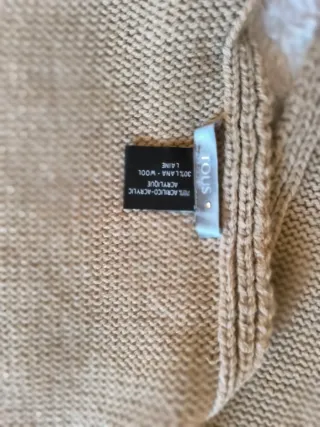 TOUS
70% ACRILICO-ACRYLIC
ACRYLIQUE
30% LANA - WOOL
LAINE